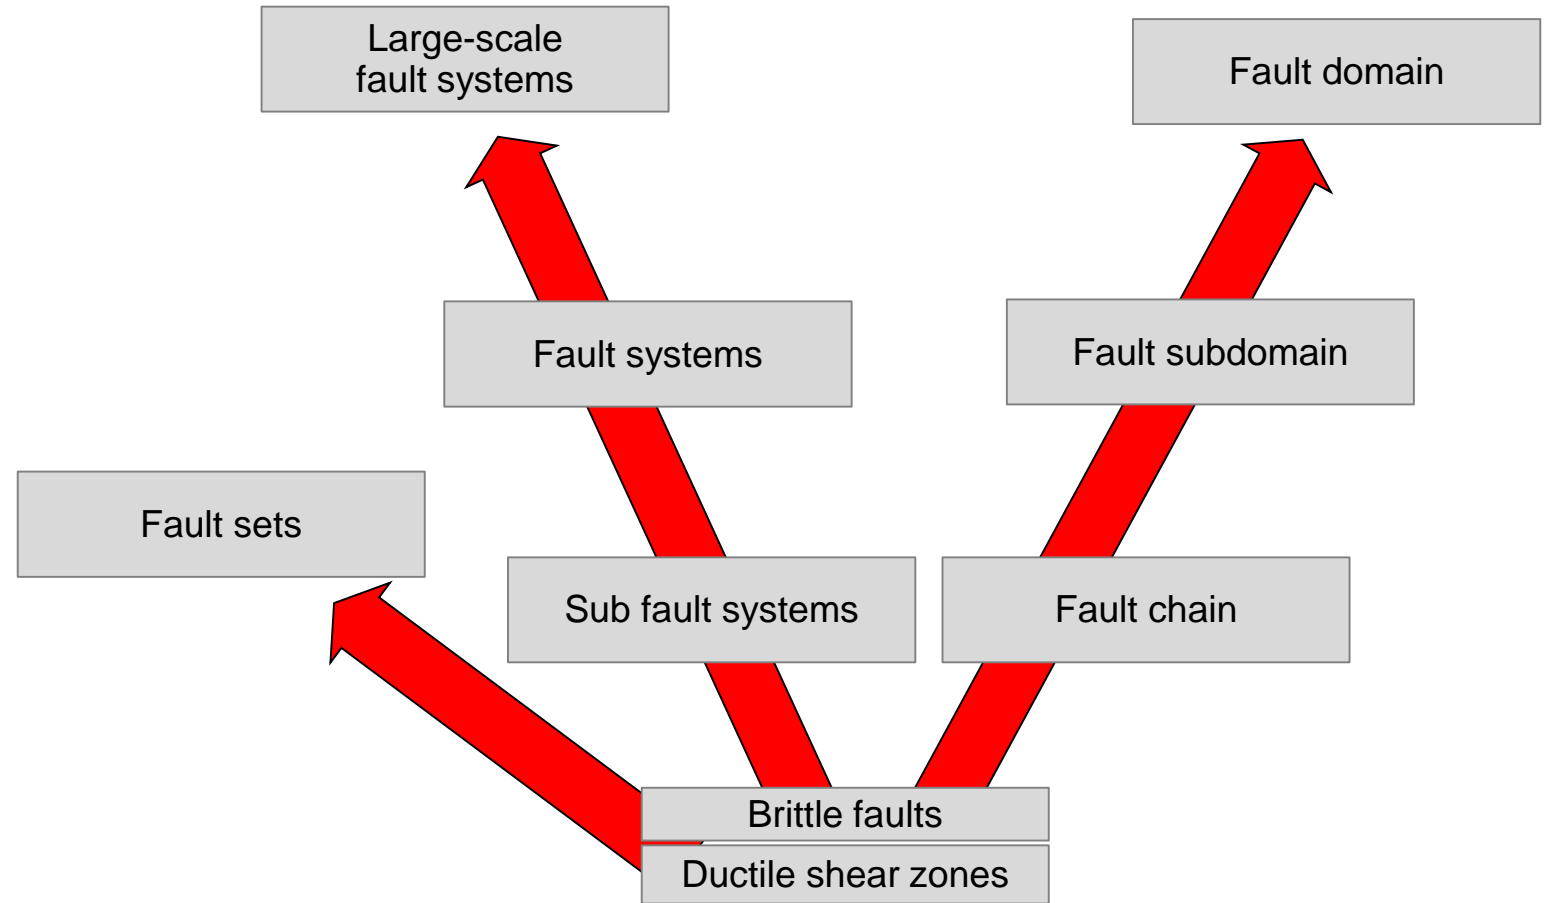 Large-scale
fault systems
Fault domain
Fault systems
Fault subdomain
Fault sets
Sub fault systems
Fault chain
Brittle faults
Ductile shear zones